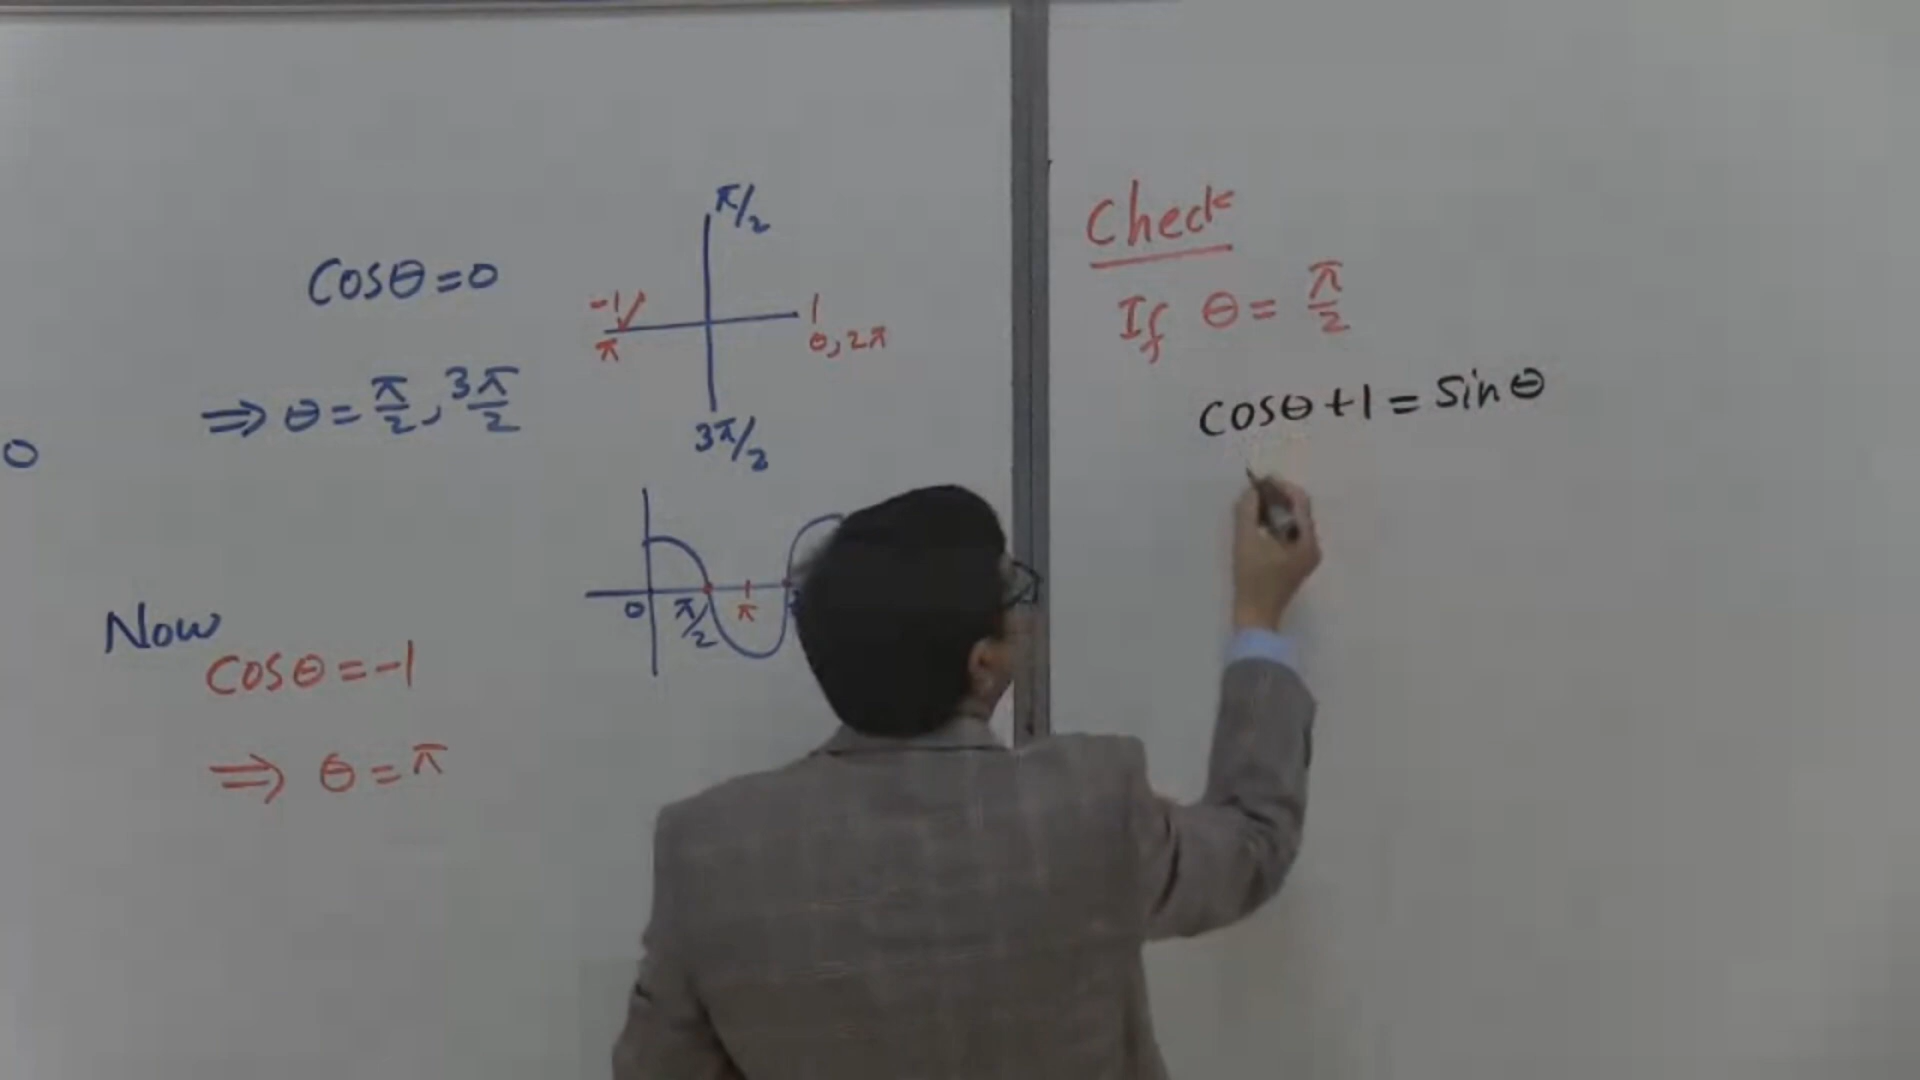 Cosθ=0
⇒ θ = π/2, 3π/2
0
Now
Cosθ = -1
⇒ θ = π
π/2
-1
π
1
0, 2π
3π/2
0 π/2 π
Check
If θ = π/2
Cosθ + 1 = Sinθ